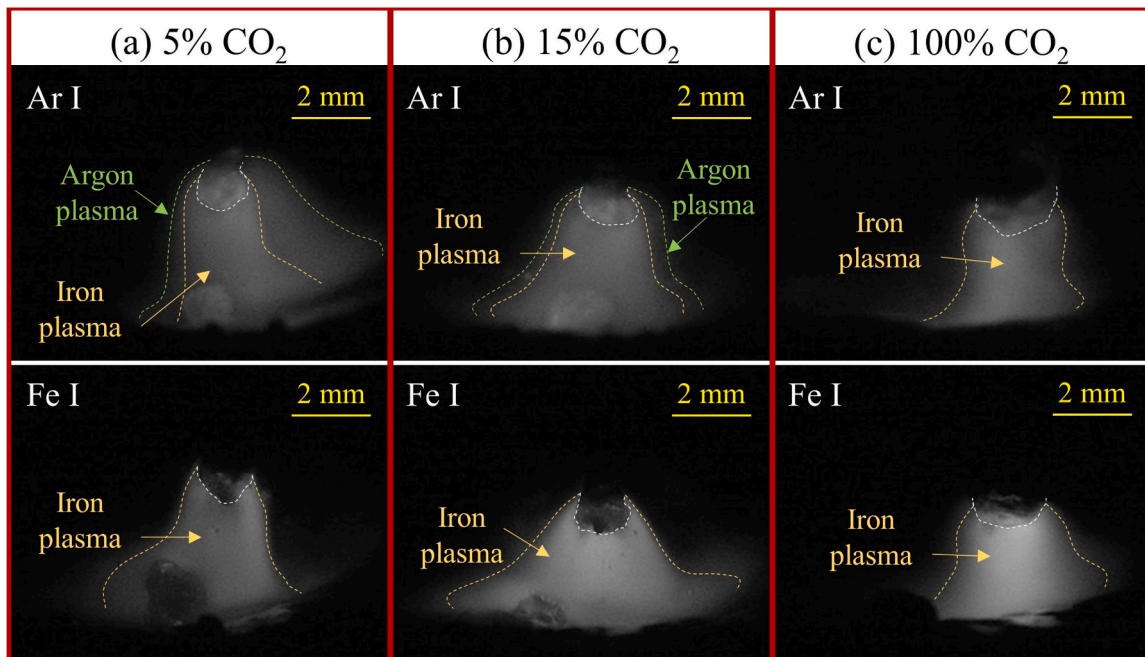 (a) 5% CO₂
(b) 15% CO₂
(c) 100% CO₂
Ar I
2 mm
Argon
plasma
Iron
plasma
Ar I
2 mm
Iron
plasma
Argon
plasma
Ar I
2 mm
Iron
plasma
Fe I
2 mm
Iron
plasma
Fe I
2 mm
Iron
plasma
Fe I
2 mm
Iron
plasma